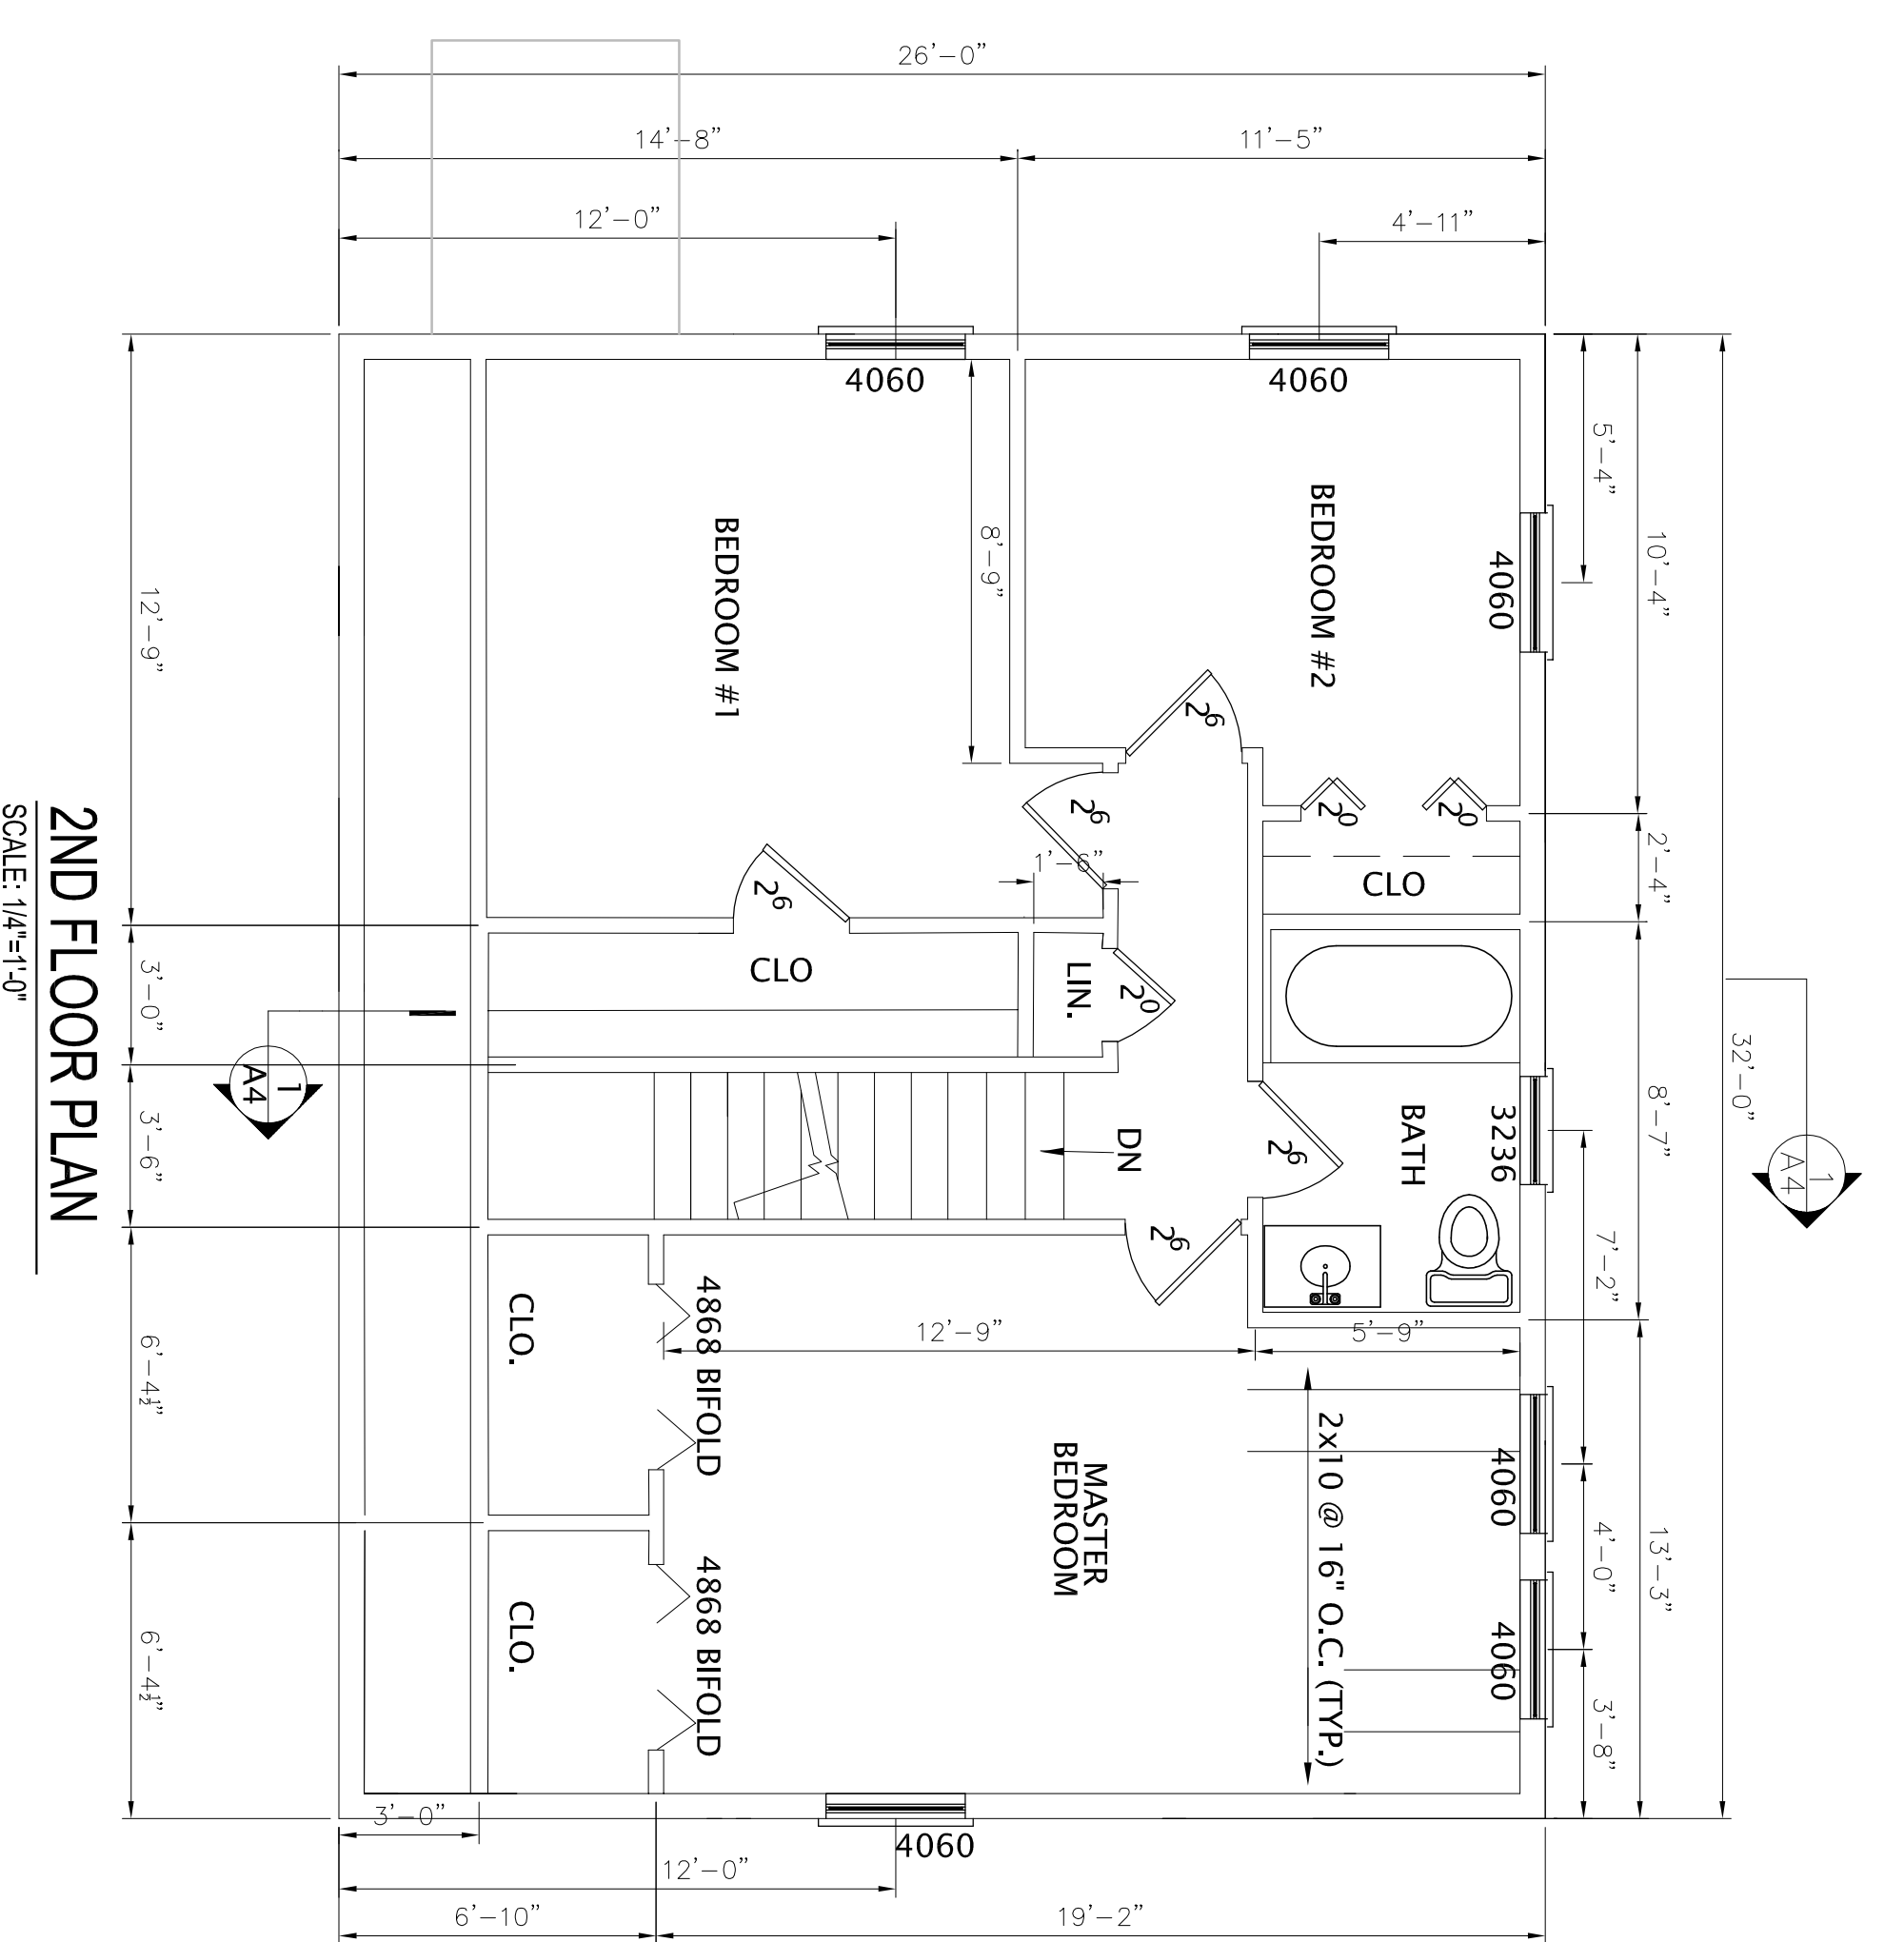 26'-0"
14'-8"
11'-5"
12'-0"
4'-11"
4060
4060
5'-4"
10'-4"
32'-0"
BEDROOM #1
8'-9"
BEDROOM #2
4060
12'-9"
2⁶
2⁶
2⁰
2⁰
2'-4"
1'-6"
CLO
2⁶
CLO
LIN.
2⁰
3'-0"
1
A4
8'-7"
3'-6"
DN
2⁶
BATH
3236
1
A4
2⁶
7'-2"
CLO.
4868 BIFOLD
12'-9"
5'-9"
6'-4½"
MASTER
BEDROOM
2x10 @ 16" O.C. (TYP.)
4060
4'-0"
13'-3"
CLO.
4868 BIFOLD
4060
3'-8"
6'-4½"
3'-0"
4060
12'-0"
6'-10"
19'-2"
2ND FLOOR PLAN
SCALE: 1/4"=1'-0"